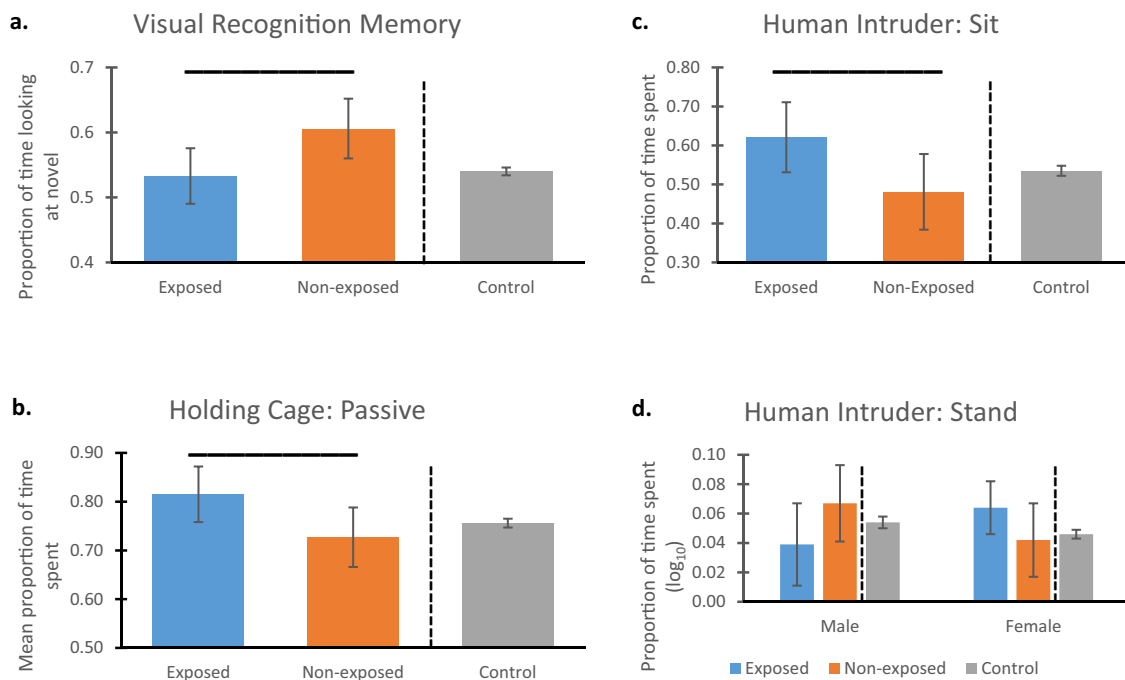 a.
Visual Recognition Memory
Proportion of time looking
at novel
0.7
0.6
0.5
0.4
Exposed Non-exposed Control
c.
Human Intruder: Sit
Proportion of time spent
0.80
0.70
0.60
0.50
0.40
0.30
Exposed Non-Exposed Control
b.
Holding Cage: Passive
Mean proportion of time
spent
0.90
0.80
0.70
0.60
0.50
Exposed Non-exposed Control
d.
Human Intruder: Stand
Proportion of time spent
(log₁₀)
0.10
0.08
0.06
0.04
0.02
0.00
Male Female
Exposed Non-exposed Control